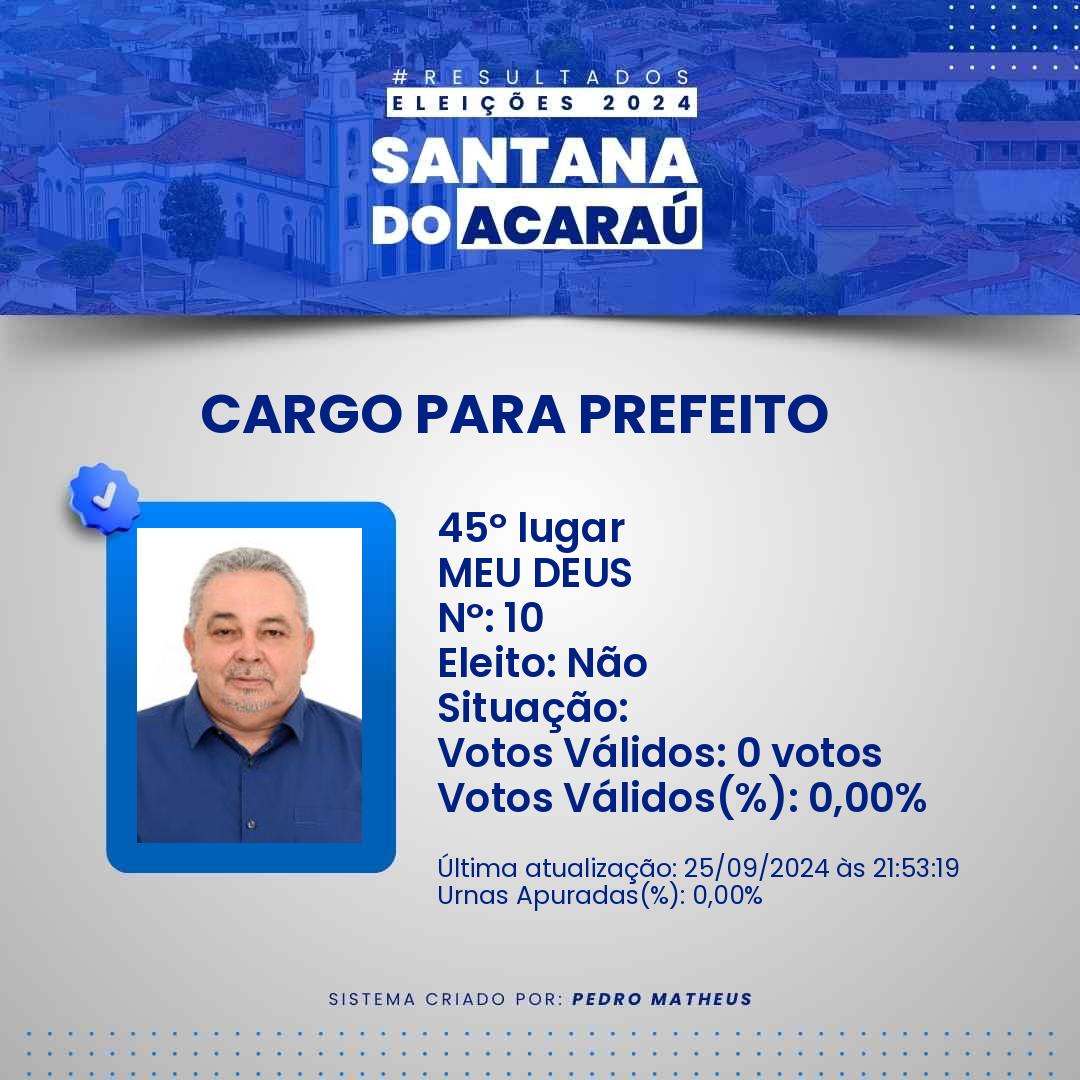 #RESULTADOS
ELEIÇÕES 2024
SANTANA
DO ACARAÚ
CARGO PARA PREFEITO
45º lugar
MEU DEUS
Nº: 10
Eleito: Não
Situação:
Votos Válidos: 0 votos
Votos Válidos(%): 0,00%
Última atualização: 25/09/2024 às 21:53:19
Urnas Apuradas(%): 0,00%
SISTEMA CRIADO POR: PEDRO MATHEUS